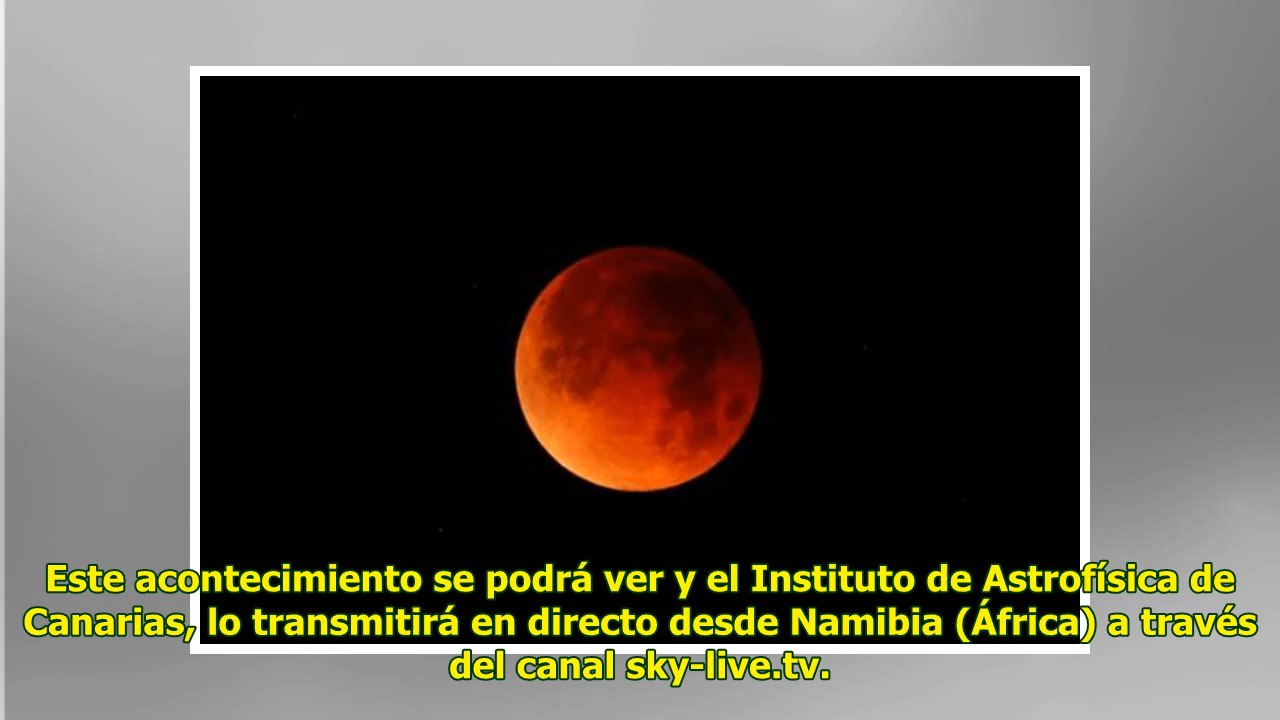 Este acontecimiento se podrá ver y el Instituto de Astrofísica de
Canarias, lo transmitirá en directo desde Namibia (África) a través
del canal sky-live.tv.